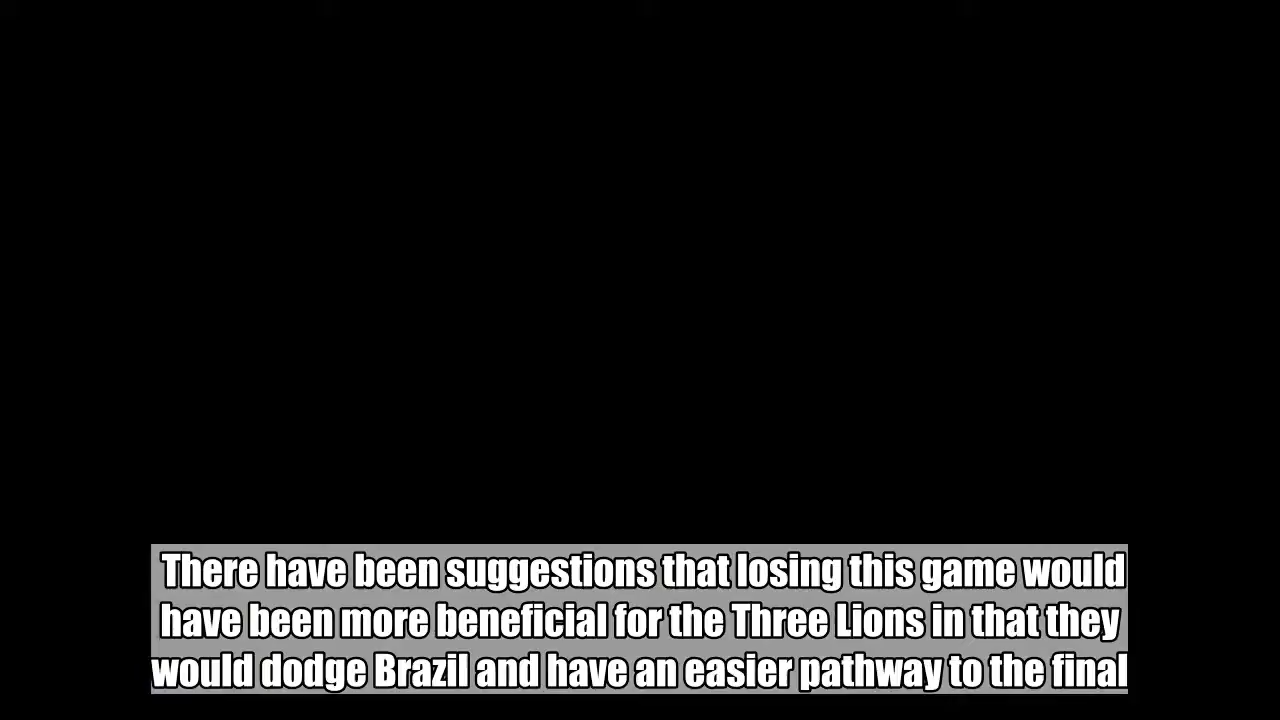 There have been suggestions that losing this game would
have been more beneficial for the Three Lions in that they
would dodge Brazil and have an easier pathway to the final